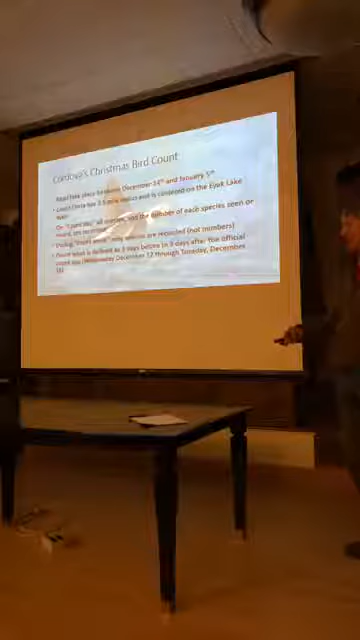 Cordova's Christmas Bird Count
Must take place between December 14th and January 5th
Count Circle has 7.5 mile radius and is centered on the Eyak Lake
On "Count day" all species, and the number of each species seen or
heard, are recorded
During "count week" only species are recorded (not numbers)
Count week is defined as 3 days before to 3 days after the official
count day (Wednesday December 12 through Tuesday, December
18)